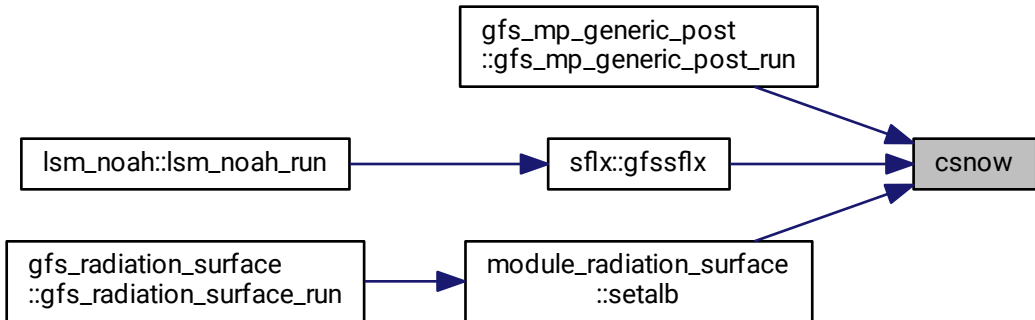 gfs_mp_generic_post
::gfs_mp_generic_post_run
lsm_noah::lsm_noah_run
sflx::gfssflx
csnow
gfs_radiation_surface
::gfs_radiation_surface_run
module_radiation_surface
::setalb